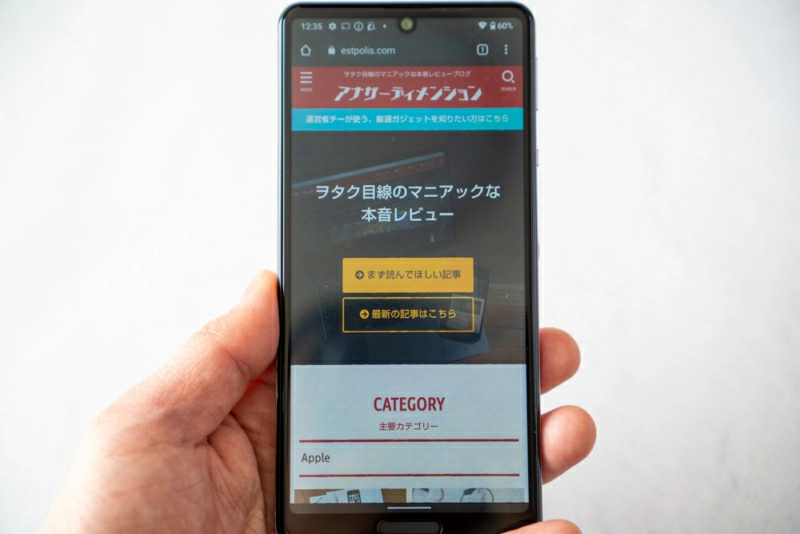 12:35
60%
estpolis.com
1
ヲタク目線のマニアックな本音レビューブログ
MENU
アナザーディメンション
SEARCH
運営者チーが使う、厳選ガジェットを知りたい方はこちら
ヲタク目線のマニアックな
本音レビュー
まず読んでほしい記事
最新の記事はこちら
CATEGORY
主要カテゴリー
Apple